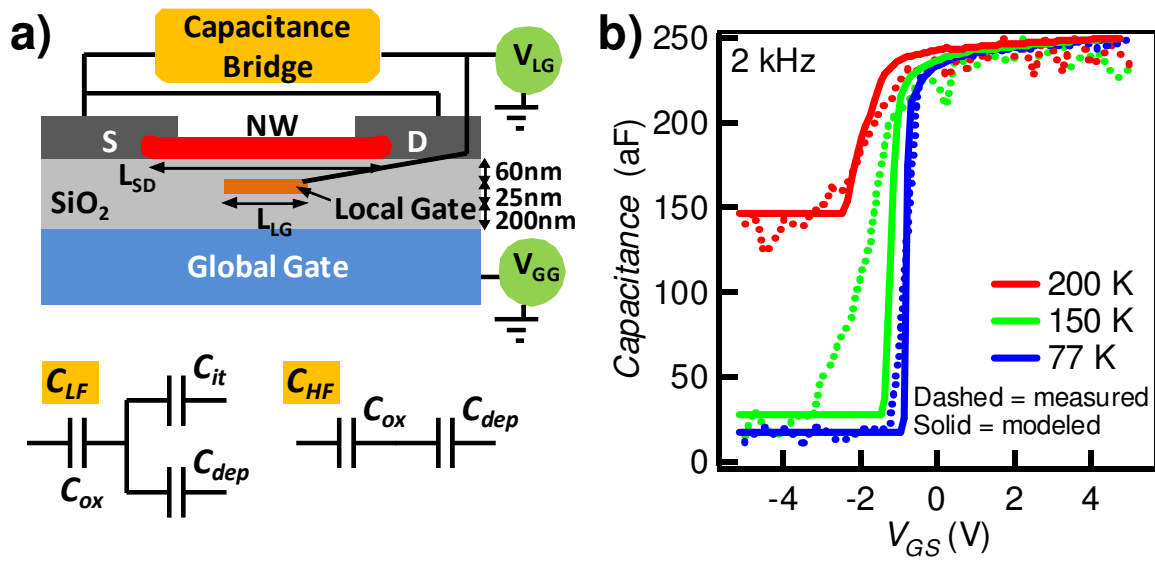 a)
Capacitance
Bridge
V_LG
S
NW
D
L_SD
60nm
25nm
200nm
SiO₂
L_LG
Local Gate
Global Gate
V_GG
C_LF
C_it
C_ox
C_dep
C_HF
C_ox
C_dep
b)
250
200
150
100
50
0
Capacitance (aF)
2 kHz
200 K
150 K
77 K
Dashed = measured
Solid = modeled
-4
-2
0
2
4
V_GS (V)